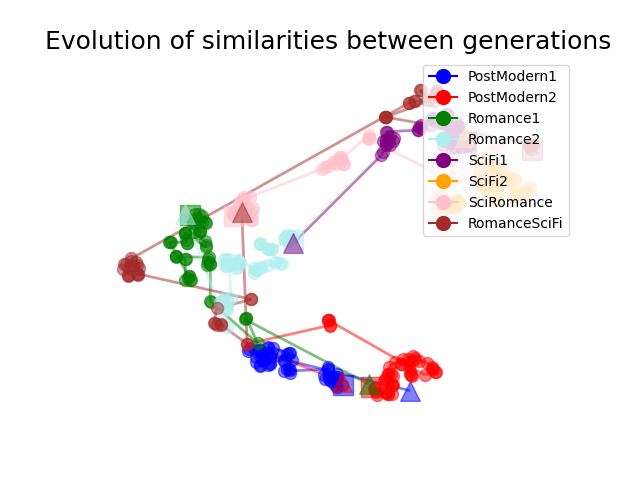 Evolution of similarities between generations
PostModern1
PostModern2
Romance1
Romance2
SciFi1
SciFi2
SciRomance
RomanceSciFi